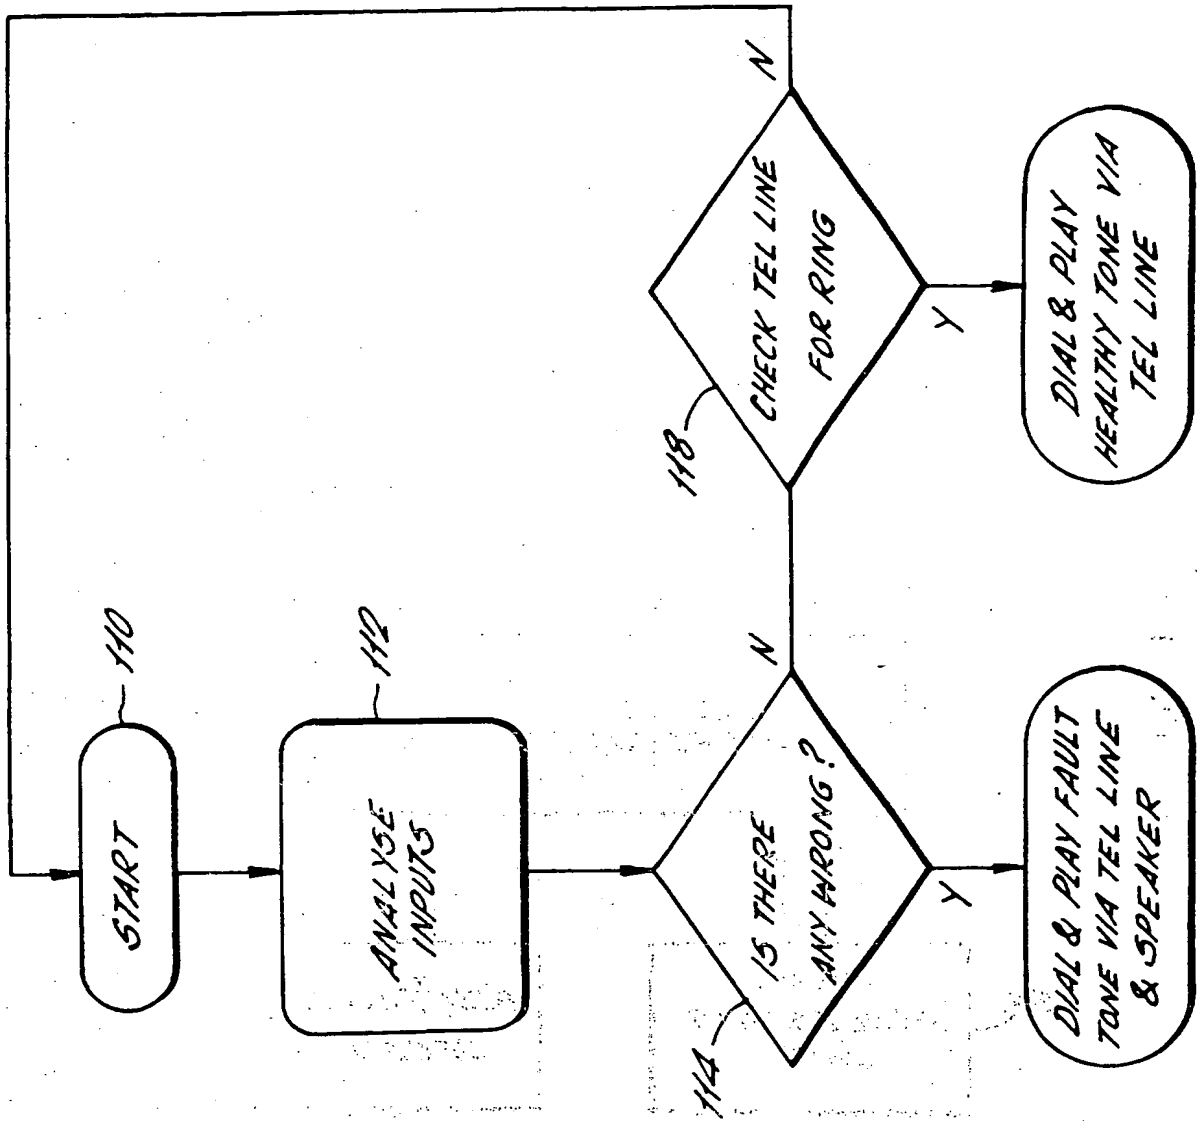 START
110
ANALYSE
INPUTS
112
IS THERE
ANY WRONG?
114
N
Y
CHECK TEL LINE
FOR RING
118
N
Y
DIAL & PLAY FAULT
TONE VIA TEL LINE
& SPEAKER
DIAL & PLAY
HEALTHY TONE VIA
TEL LINE